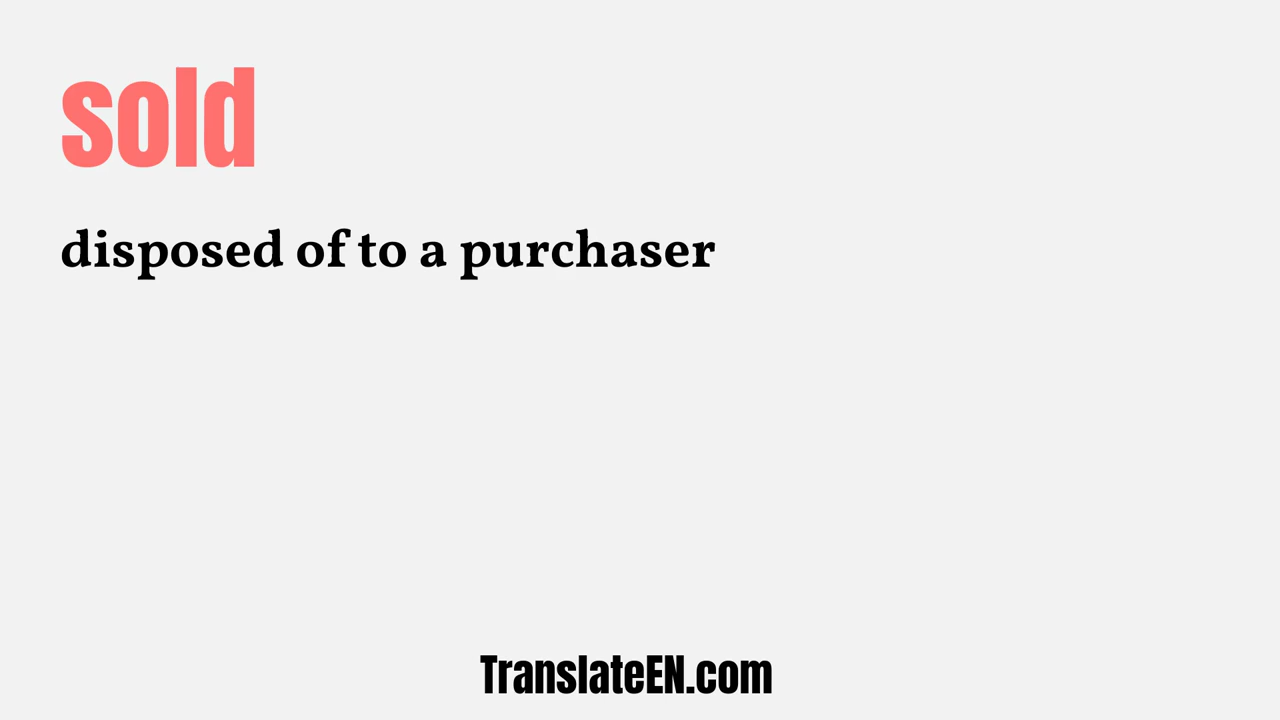 sold
disposed of to a purchaser
TranslateEN.com